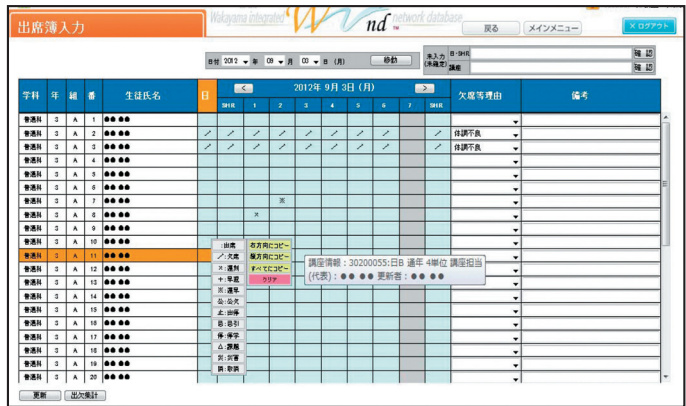 出席簿入力
Wakayama integrated nd network database
戻る
メインメニュー
× ログアウト
日付 2012 年 09 月 03 日 (月)
移動
未入力
(未確定)
日・SHR
確認
講座
確認
学科 年 組 番 生徒氏名 日 < 2012年 9月 3日 (月) > 欠席等理由 備考
SHR 1 2 3 4 5 6 7 SHR
普通科 3 A 1 ●● ●●
普通科 3 A 2 ●● ●● ／ ／ ／ ／ ／ ／ ／ ／ ／ 体調不良
普通科 3 A 3 ●● ●● ／ ／ ／ ／ ／ ／ ／ ／ ／ 体調不良
普通科 3 A 4 ●● ●●
普通科 3 A 5 ●● ●●
普通科 3 A 6 ●● ●●
普通科 3 A 7 ●● ●● ※
普通科 3 A 8 ●● ●● ×
普通科 3 A 9 ●● ●●
普通科 3 A 10 ●● ●●
普通科 3 A 11 ●● ●●
普通科 3 A 12 ●● ●●
普通科 3 A 13 ●● ●●
普通科 3 A 14 ●● ●●
普通科 3 A 15 ●● ●●
普通科 3 A 16 ●● ●●
普通科 3 A 17 ●● ●●
普通科 3 A 18 ●● ●●
普通科 3 A 19 ●● ●●
普通科 3 A 20 ●● ●●
:出席 右方向にコピー
／:欠席 縦方向にコピー
×:遅刻 すべてにコピー
+:早退 クリア
※:遅早
公:公欠
止:出停
忌:忌引
停:停学
△:課題
災:災害
講座情報：30200055:日B 通年 4単位 講座担当
(代表)：● ● ● ● 更新者：● ● ● ●
更新
出欠集計